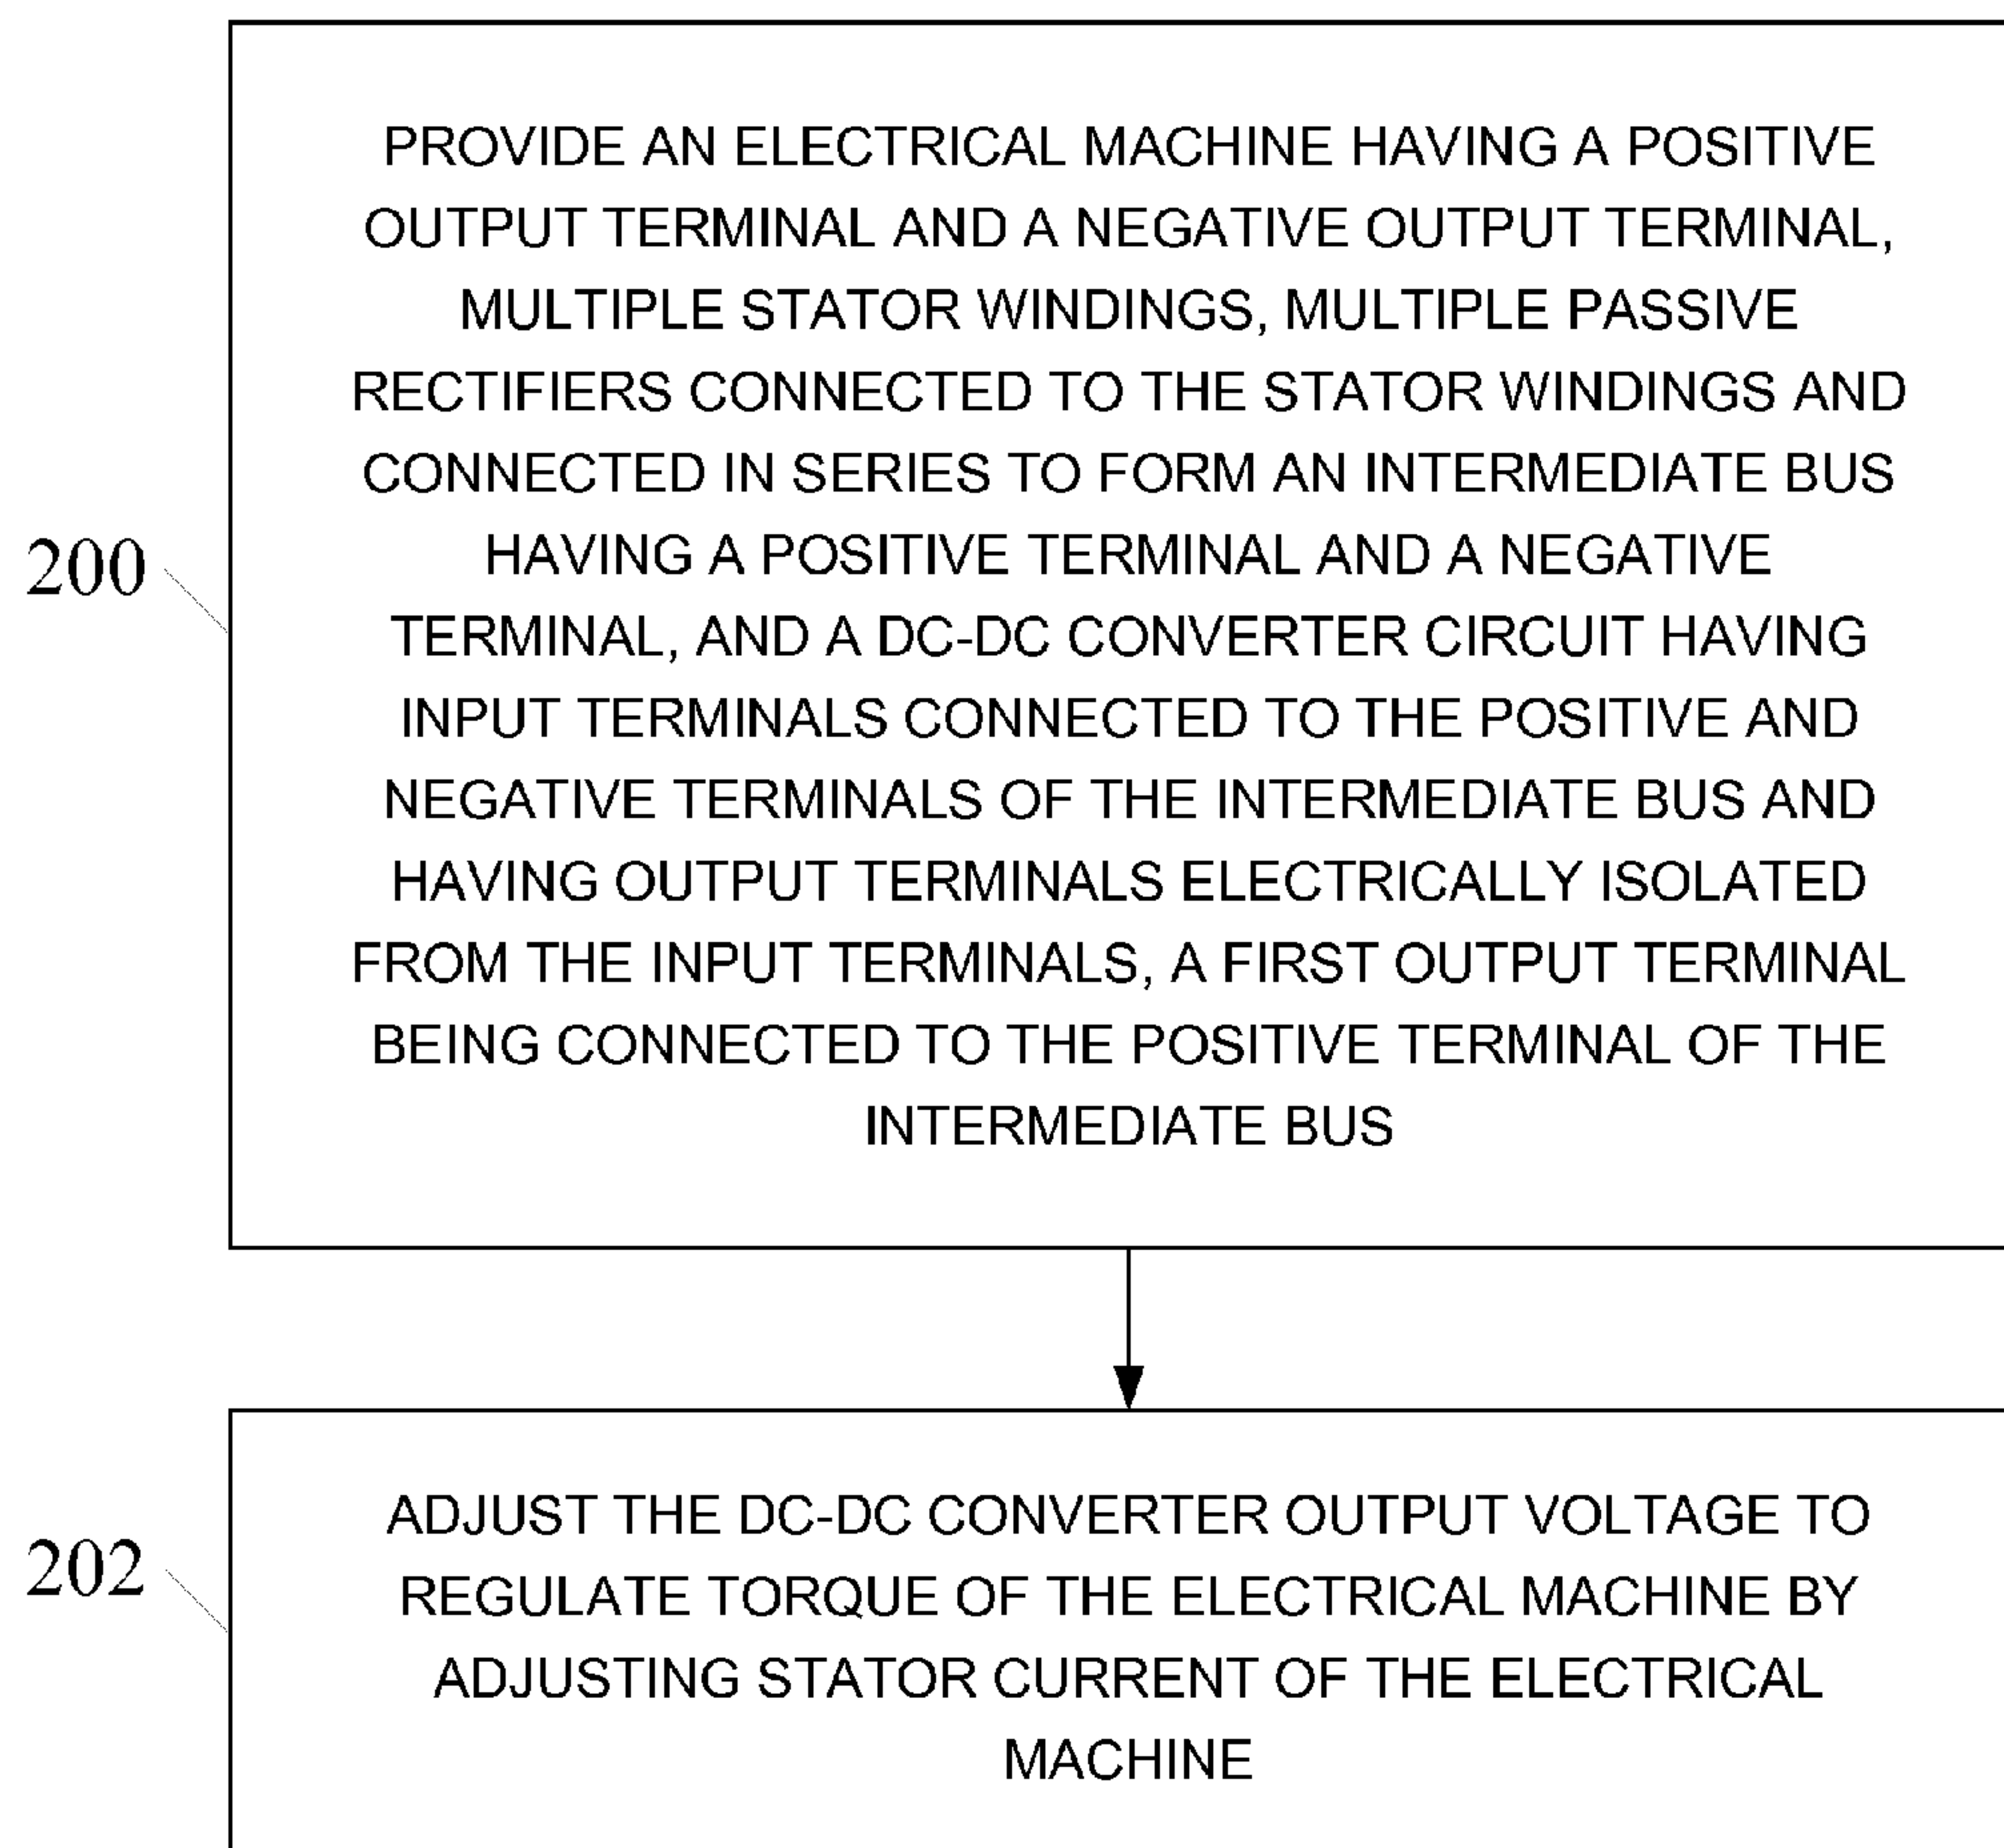 PROVIDE AN ELECTRICAL MACHINE HAVING A POSITIVE
OUTPUT TERMINAL AND A NEGATIVE OUTPUT TERMINAL,
MULTIPLE STATOR WINDINGS, MULTIPLE PASSIVE
RECTIFIERS CONNECTED TO THE STATOR WINDINGS AND
CONNECTED IN SERIES TO FORM AN INTERMEDIATE BUS
HAVING A POSITIVE TERMINAL AND A NEGATIVE
TERMINAL, AND A DC-DC CONVERTER CIRCUIT HAVING
INPUT TERMINALS CONNECTED TO THE POSITIVE AND
NEGATIVE TERMINALS OF THE INTERMEDIATE BUS AND
HAVING OUTPUT TERMINALS ELECTRICALLY ISOLATED
FROM THE INPUT TERMINALS, A FIRST OUTPUT TERMINAL
BEING CONNECTED TO THE POSITIVE TERMINAL OF THE
INTERMEDIATE BUS
200
ADJUST THE DC-DC CONVERTER OUTPUT VOLTAGE TO
REGULATE TORQUE OF THE ELECTRICAL MACHINE BY
ADJUSTING STATOR CURRENT OF THE ELECTRICAL
MACHINE
202